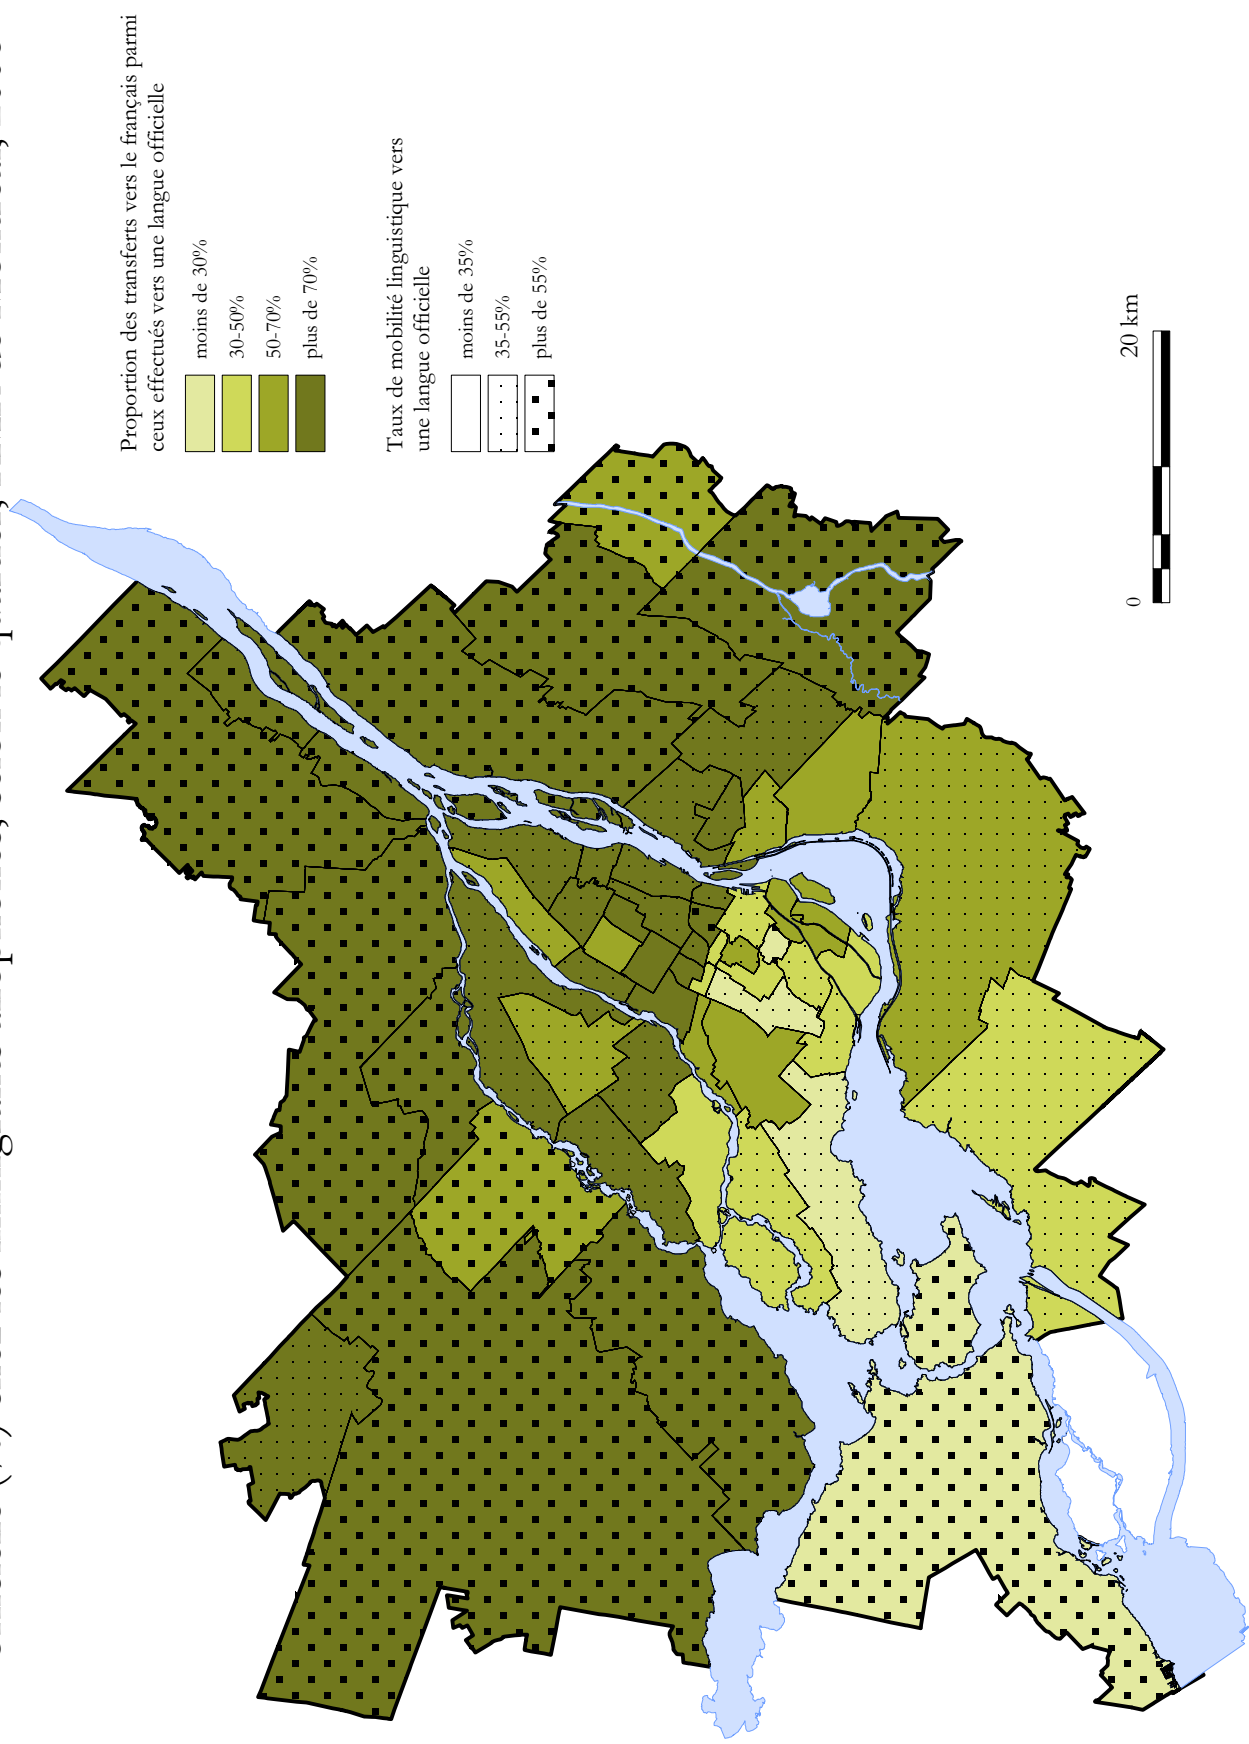 Proportion des transferts vers le français parmi
ceux effectués vers une langue officielle
moins de 30%
30-50%
50-70%
plus de 70%
Taux de mobilité linguistique vers
une langue officielle
moins de 35%
35-55%
plus de 55%
0
20 km